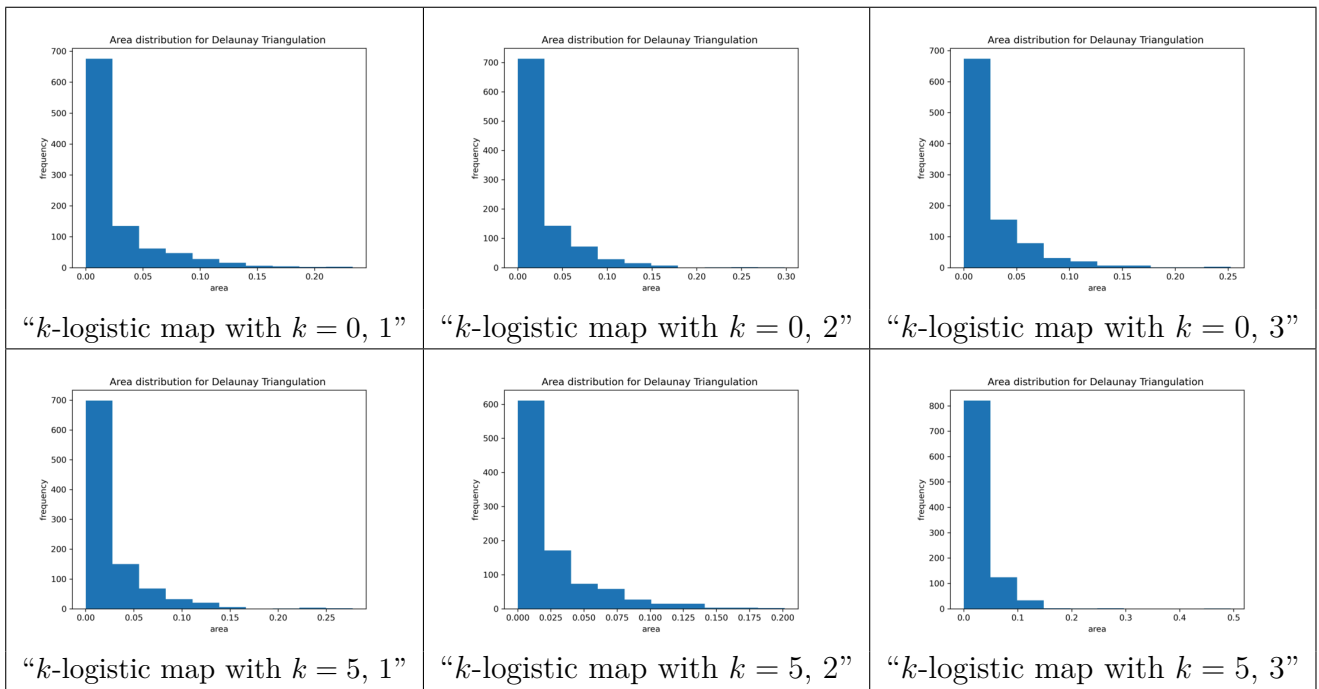 Area distribution for Delaunay Triangulation
700
600
500
400
300
200
100
0
frequency
0.00 0.05 0.10 0.15 0.20
area
“k-logistic map with k = 0, 1”
Area distribution for Delaunay Triangulation
700
600
500
400
300
200
100
0
frequency
0.00 0.05 0.10 0.15 0.20 0.25 0.30
area
“k-logistic map with k = 0, 2”
Area distribution for Delaunay Triangulation
700
600
500
400
300
200
100
0
frequency
0.00 0.05 0.10 0.15 0.20 0.25
area
“k-logistic map with k = 0, 3”
Area distribution for Delaunay Triangulation
700
600
500
400
300
200
100
0
frequency
0.00 0.05 0.10 0.15 0.20 0.25
area
“k-logistic map with k = 5, 1”
Area distribution for Delaunay Triangulation
600
500
400
300
200
100
0
frequency
0.000 0.025 0.050 0.075 0.100 0.125 0.150 0.175 0.200
area
“k-logistic map with k = 5, 2”
Area distribution for Delaunay Triangulation
800
700
600
500
400
300
200
100
0
frequency
0.0 0.1 0.2 0.3 0.4 0.5
area
“k-logistic map with k = 5, 3”